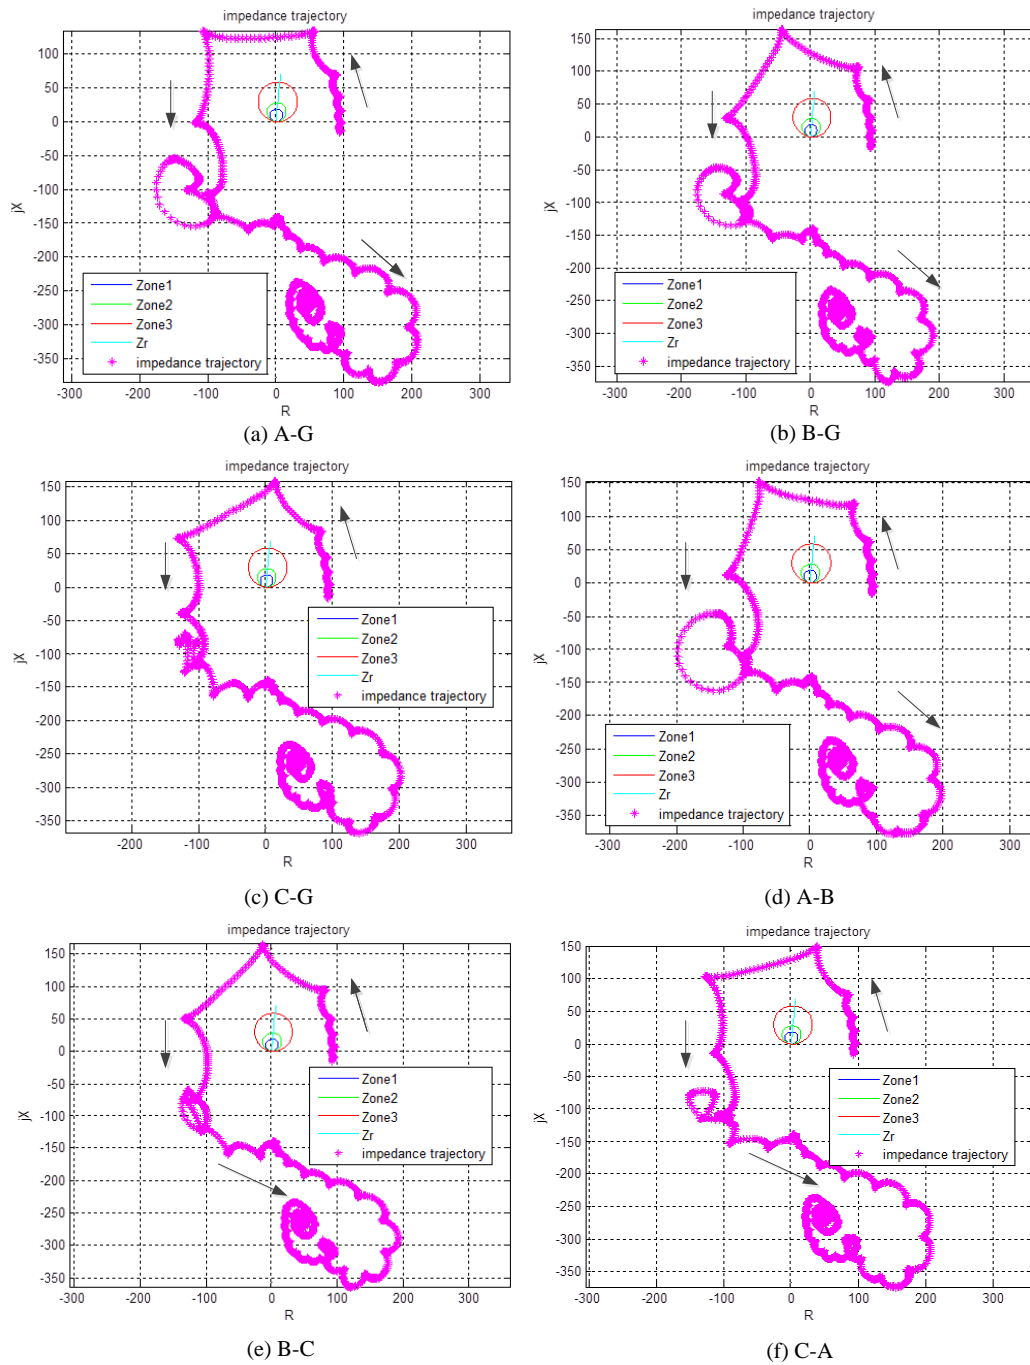 impedance trajectory
100
50
0
-50
-100
-150
-200
-250
-300
-350
jX
Zone1
Zone2
Zone3
Zr
impedance trajectory
-300 -200 -100 0 100 200 300
R
(a) A-G
impedance trajectory
150
100
50
0
-50
-100
-150
-200
-250
-300
-350
jX
Zone1
Zone2
Zone3
Zr
impedance trajectory
-300 -200 -100 0 100 200 300
R
(b) B-G
impedance trajectory
150
100
50
0
-50
-100
-150
-200
-250
-300
-350
jX
Zone1
Zone2
Zone3
Zr
impedance trajectory
-200 -100 0 100 200 300
R
(c) C-G
impedance trajectory
150
100
50
0
-50
-100
-150
-200
-250
-300
-350
jX
Zone1
Zone2
Zone3
Zr
impedance trajectory
-300 -200 -100 0 100 200 300
R
(d) A-B
impedance trajectory
150
100
50
0
-50
-100
-150
-200
-250
-300
-350
jX
Zone1
Zone2
Zone3
Zr
impedance trajectory
-300 -200 -100 0 100 200 300
R
(e) B-C
impedance trajectory
150
100
50
0
-50
-100
-150
-200
-250
-300
-350
jX
Zone1
Zone2
Zone3
Zr
impedance trajectory
-300 -200 -100 0 100 200 300
R
(f) C-A